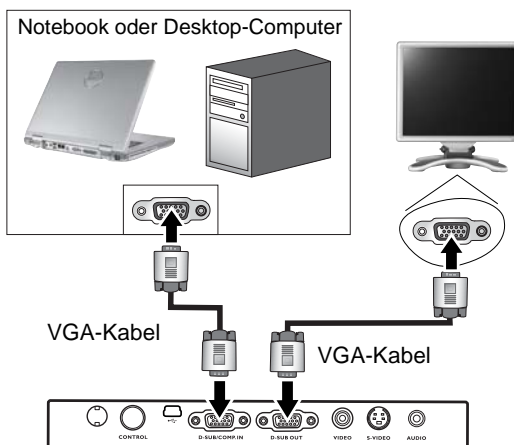 Notebook oder Desktop-Computer
VGA-Kabel
VGA-Kabel
CONTROL
D-SUB/COMP.IN
D-SUB OUT
VIDEO
S-VIDEO
AUDIO